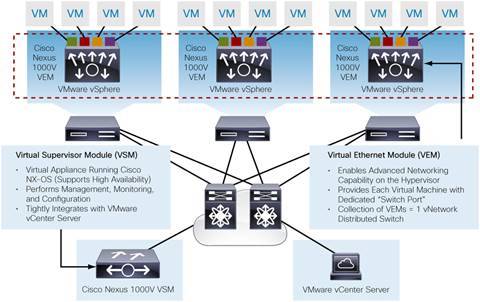 VM VM VM VM VM VM VM VM VM VM VM VM
Cisco
Nexus
1000V
VEM
VMware vSphere
Cisco
Nexus
1000V
VEM
VMware vSphere
Cisco
Nexus
1000V
VEM
VMware vSphere
Virtual Supervisor Module (VSM)
• Virtual Appliance Running Cisco
NX-OS (Supports High Availability)
• Performs Management, Monitoring,
and Configuration
• Tightly Integrates with VMware
vCenter Server
Virtual Ethernet Module (VEM)
• Enables Advanced Networking
Capability on the Hypervisor
• Provides Each Virtual Machine with
Dedicated “Switch Port”
• Collection of VEMs = 1 vNetwork
Distributed Switch
Cisco Nexus 1000V VSM
VMware vCenter Server